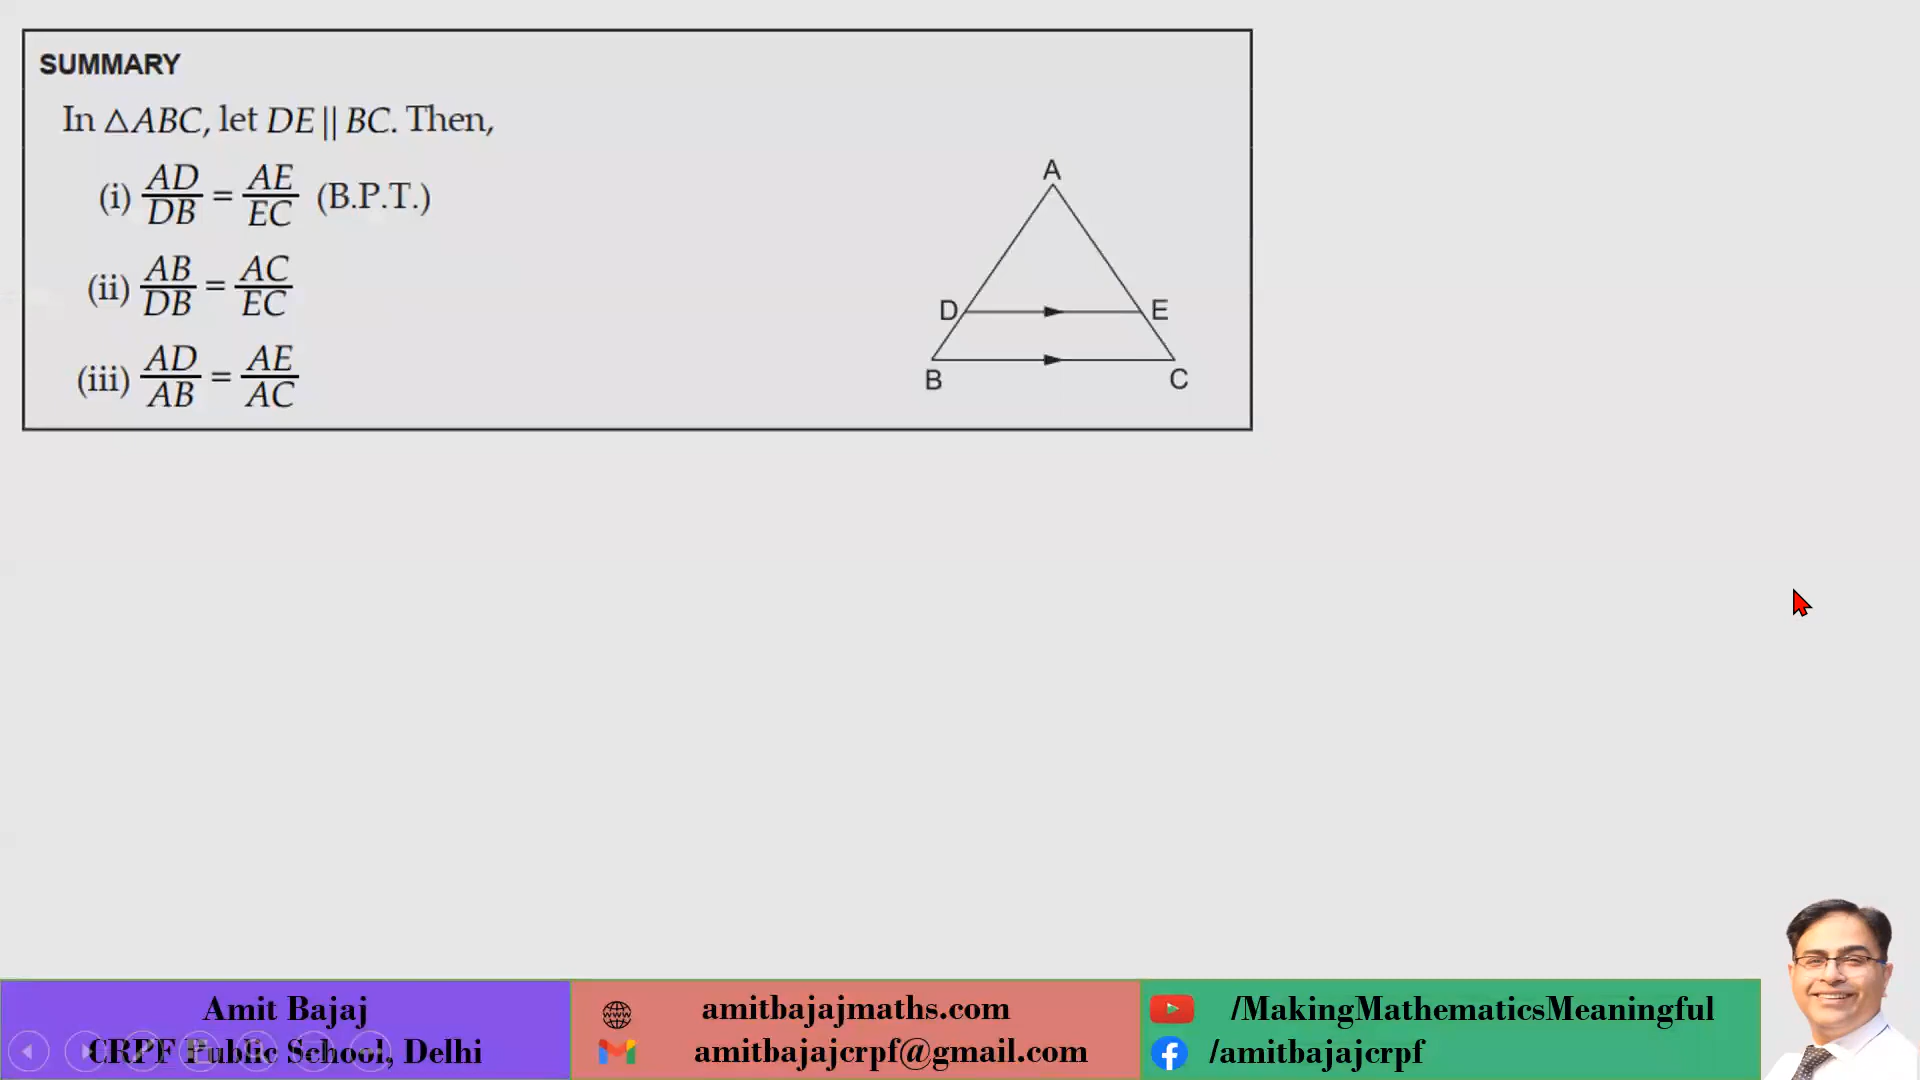 SUMMARY
In △ABC, let DE || BC. Then,
(i) AD/DB = AE/EC (B.P.T.)
(ii) AB/DB = AC/EC
(iii) AD/AB = AE/AC
A
D
E
B
C
Amit Bajaj
CRPF Public School, Delhi
amitbajajmaths.com
amitbajajcrpf@gmail.com
/MakingMathematicsMeaningful
/amitbajajcrpf